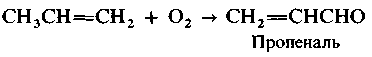 CH₃CH=CH₂ + O₂ → CH₂=CHCHO
Пропеналь